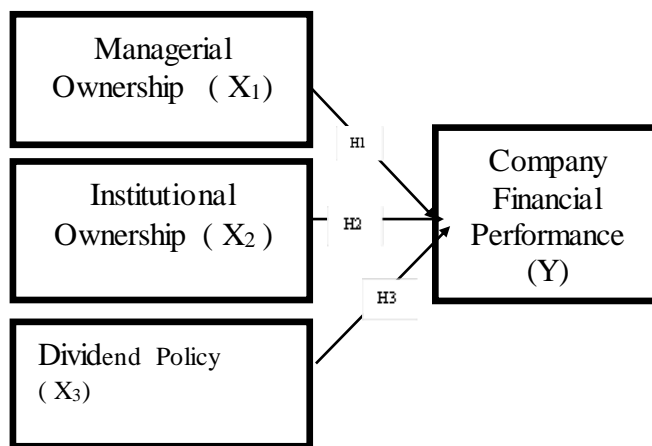 Managerial
Ownership ( X₁)
H1
Institutional
Ownership ( X₂ )
H2
Company
Financial
Performance
(Y)
H3
Dividend Policy
( X₃)